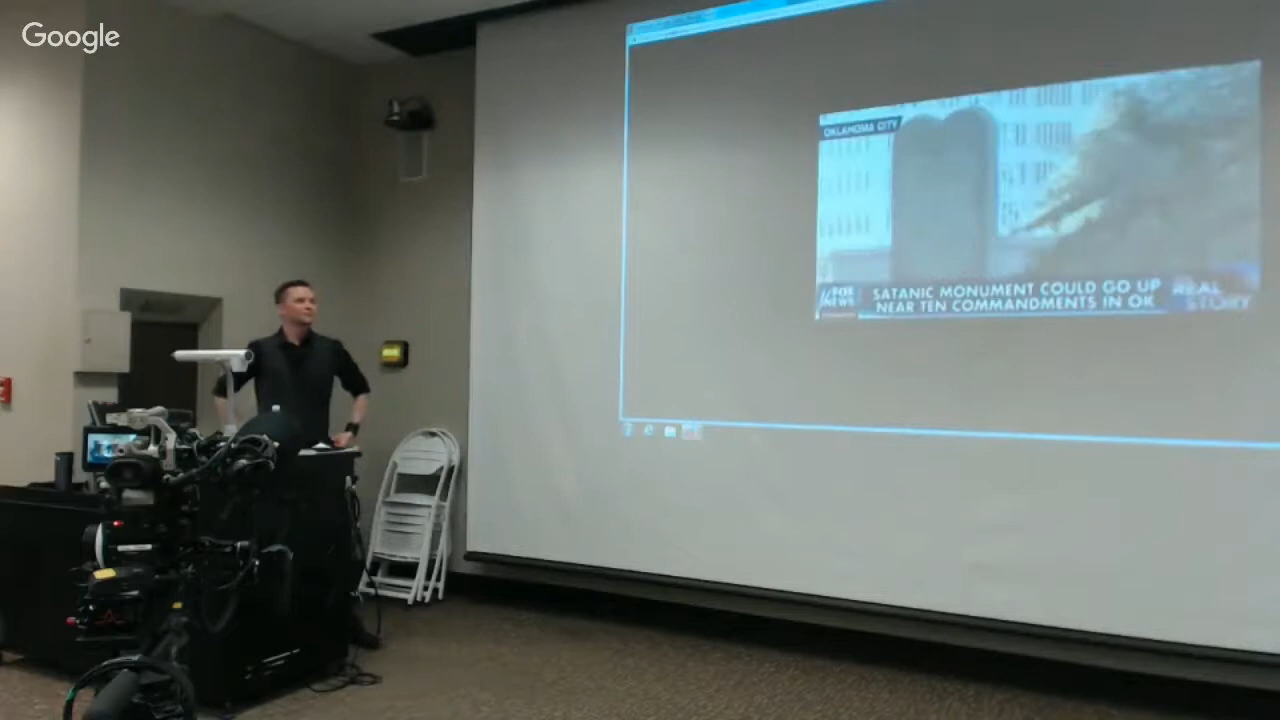 Google
OKLAHOMA CITY
FOX
NEWS
SATANIC MONUMENT COULD GO UP
NEAR TEN COMMANDMENTS IN OK
REAL
STORY